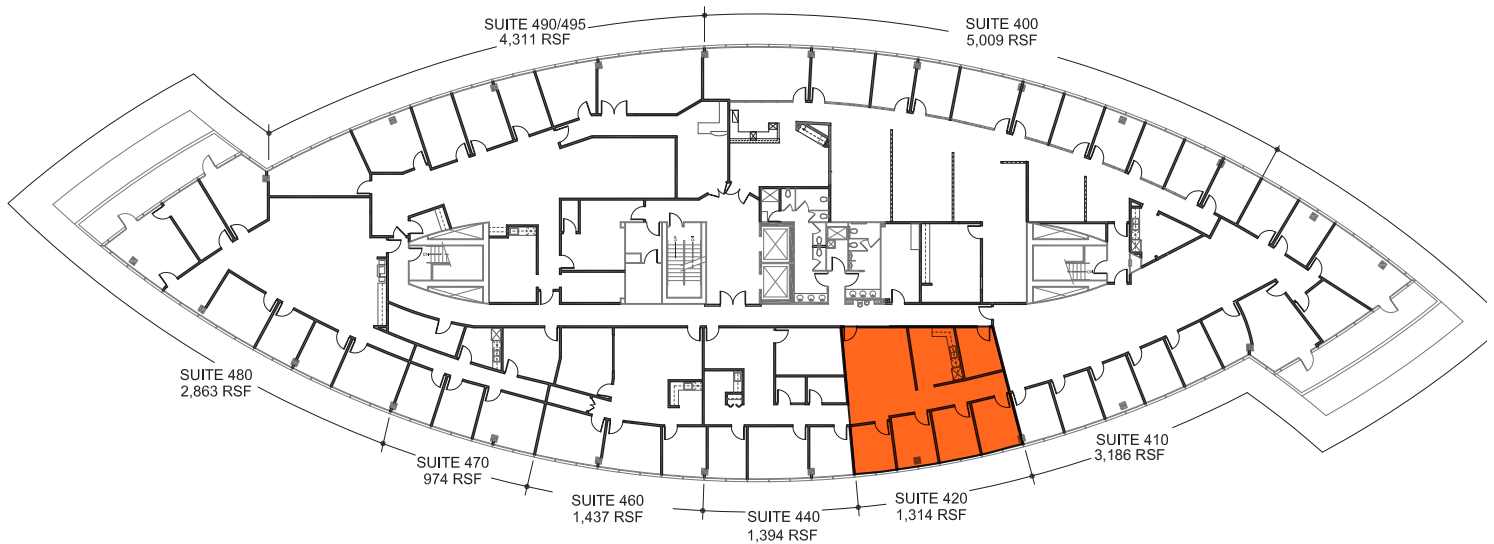 SUITE 490/495
4,311 RSF
SUITE 400
5,009 RSF
SUITE 480
2,863 RSF
SUITE 470
974 RSF
SUITE 460
1,437 RSF
SUITE 440
1,394 RSF
SUITE 420
1,314 RSF
SUITE 410
3,186 RSF